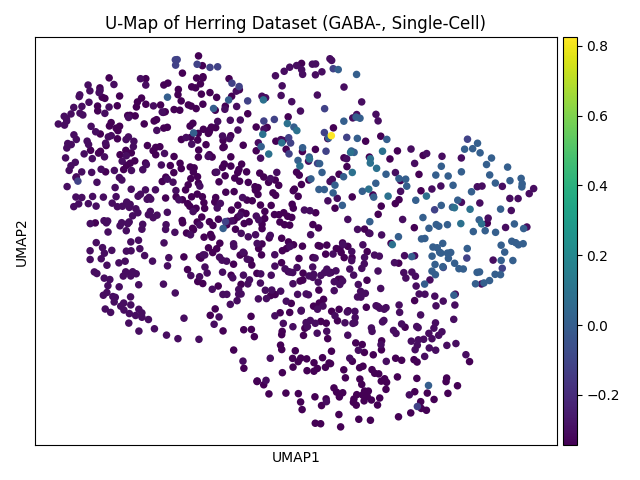 U-Map of Herring Dataset (GABA-, Single-Cell)
UMAP2
UMAP1
0.8
0.6
0.4
0.2
0.0
−0.2